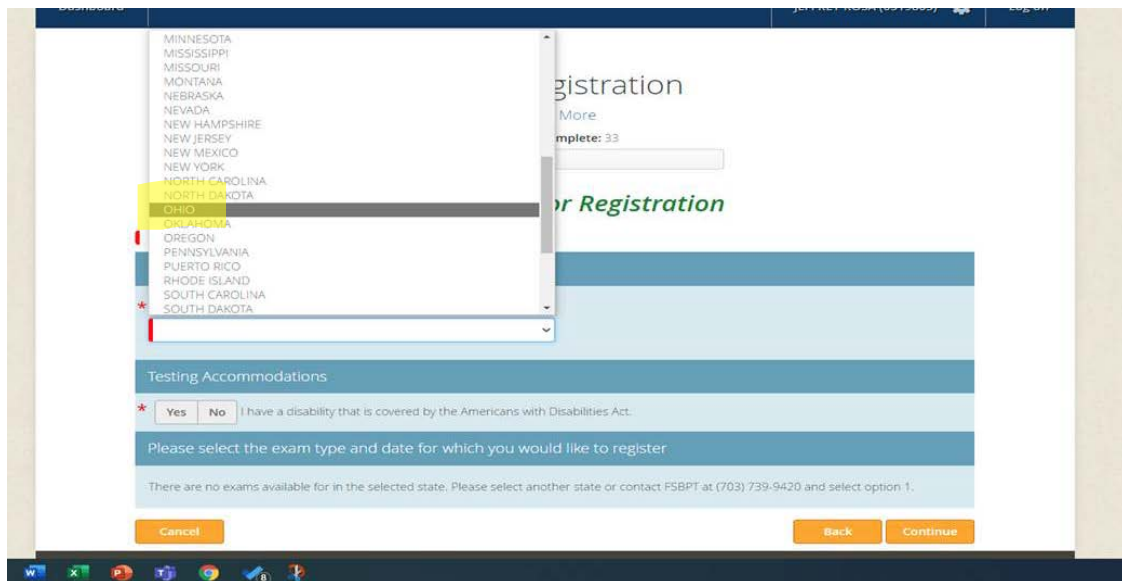 Dashboard
Log off
MINNESOTA
MISSISSIPPI
MISSOURI
MONTANA
NEBRASKA
NEVADA
NEW HAMPSHIRE
NEW JERSEY
NEW MEXICO
NEW YORK
NORTH CAROLINA
NORTH DAKOTA
OHIO
OKLAHOMA
OREGON
PENNSYLVANIA
PUERTO RICO
RHODE ISLAND
SOUTH CAROLINA
SOUTH DAKOTA
gistration
More
mplete: 33
or Registration
*
Testing Accommodations
* Yes No I have a disability that is covered by the Americans with Disabilities Act.
Please select the exam type and date for which you would like to register
There are no exams available for in the selected state. Please select another state or contact FSBPT at (703) 739-9420 and select option 1.
Cancel Back Continue
8